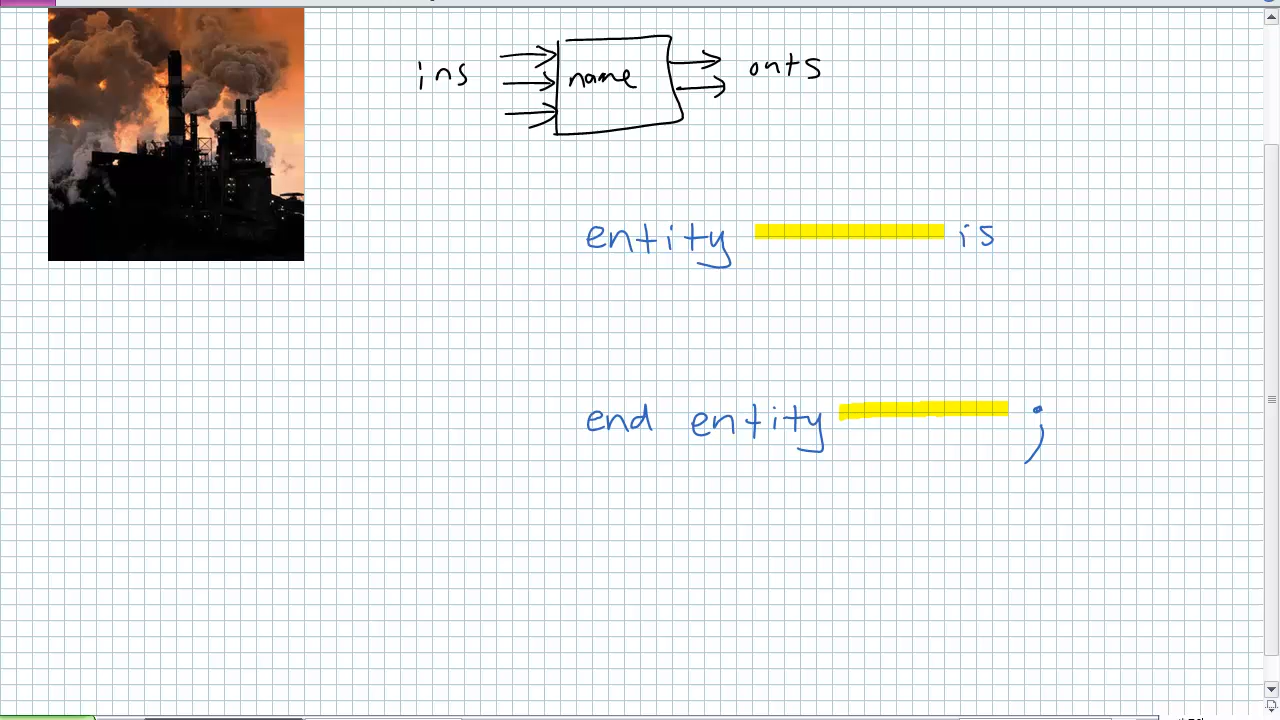 ins name outs
entity is
end entity ;